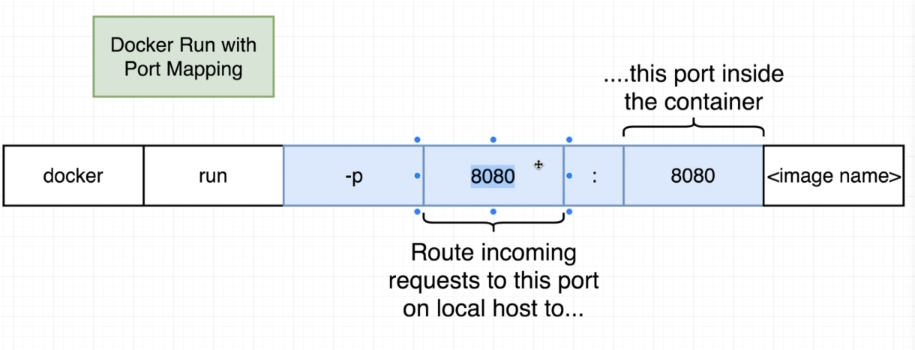 Docker Run with
Port Mapping
....this port inside
the container
docker run -p 8080 : 8080 <image name>
Route incoming
requests to this port
on local host to...